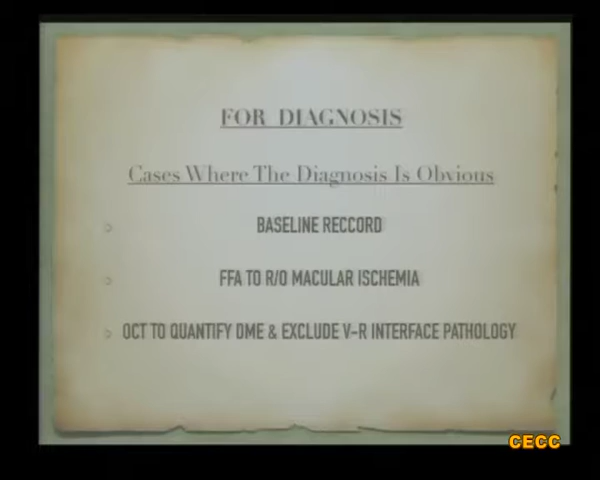 FOR DIAGNOSIS
Cases Where The Diagnosis Is Obvious
BASELINE RECCORD
FFA TO R/O MACULAR ISCHEMIA
OCT TO QUANTIFY DME & EXCLUDE V-R INTERFACE PATHOLOGY
CECC